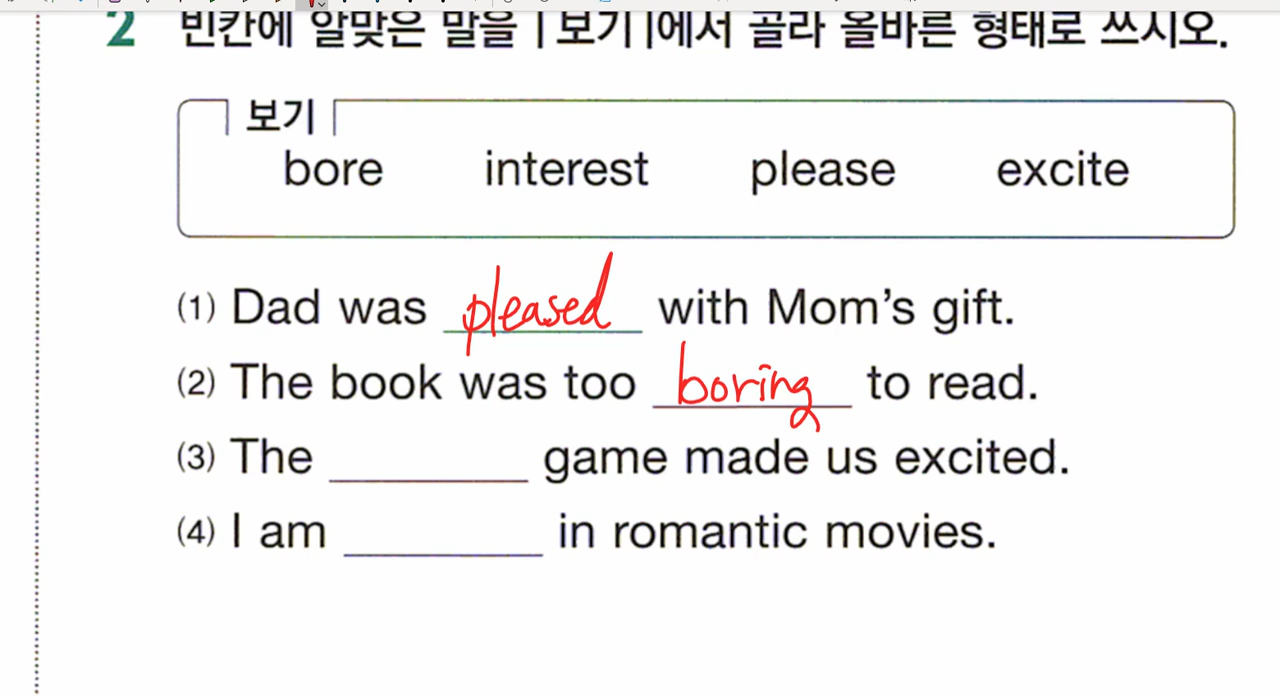 2 빈칸에 알맞은 말을 | 보기 |에서 골라 올바른 형태로 쓰시오.
보기
bore interest please excite
(1) Dad was pleased with Mom's gift.
(2) The book was too boring to read.
(3) The ________ game made us excited.
(4) I am ________ in romantic movies.